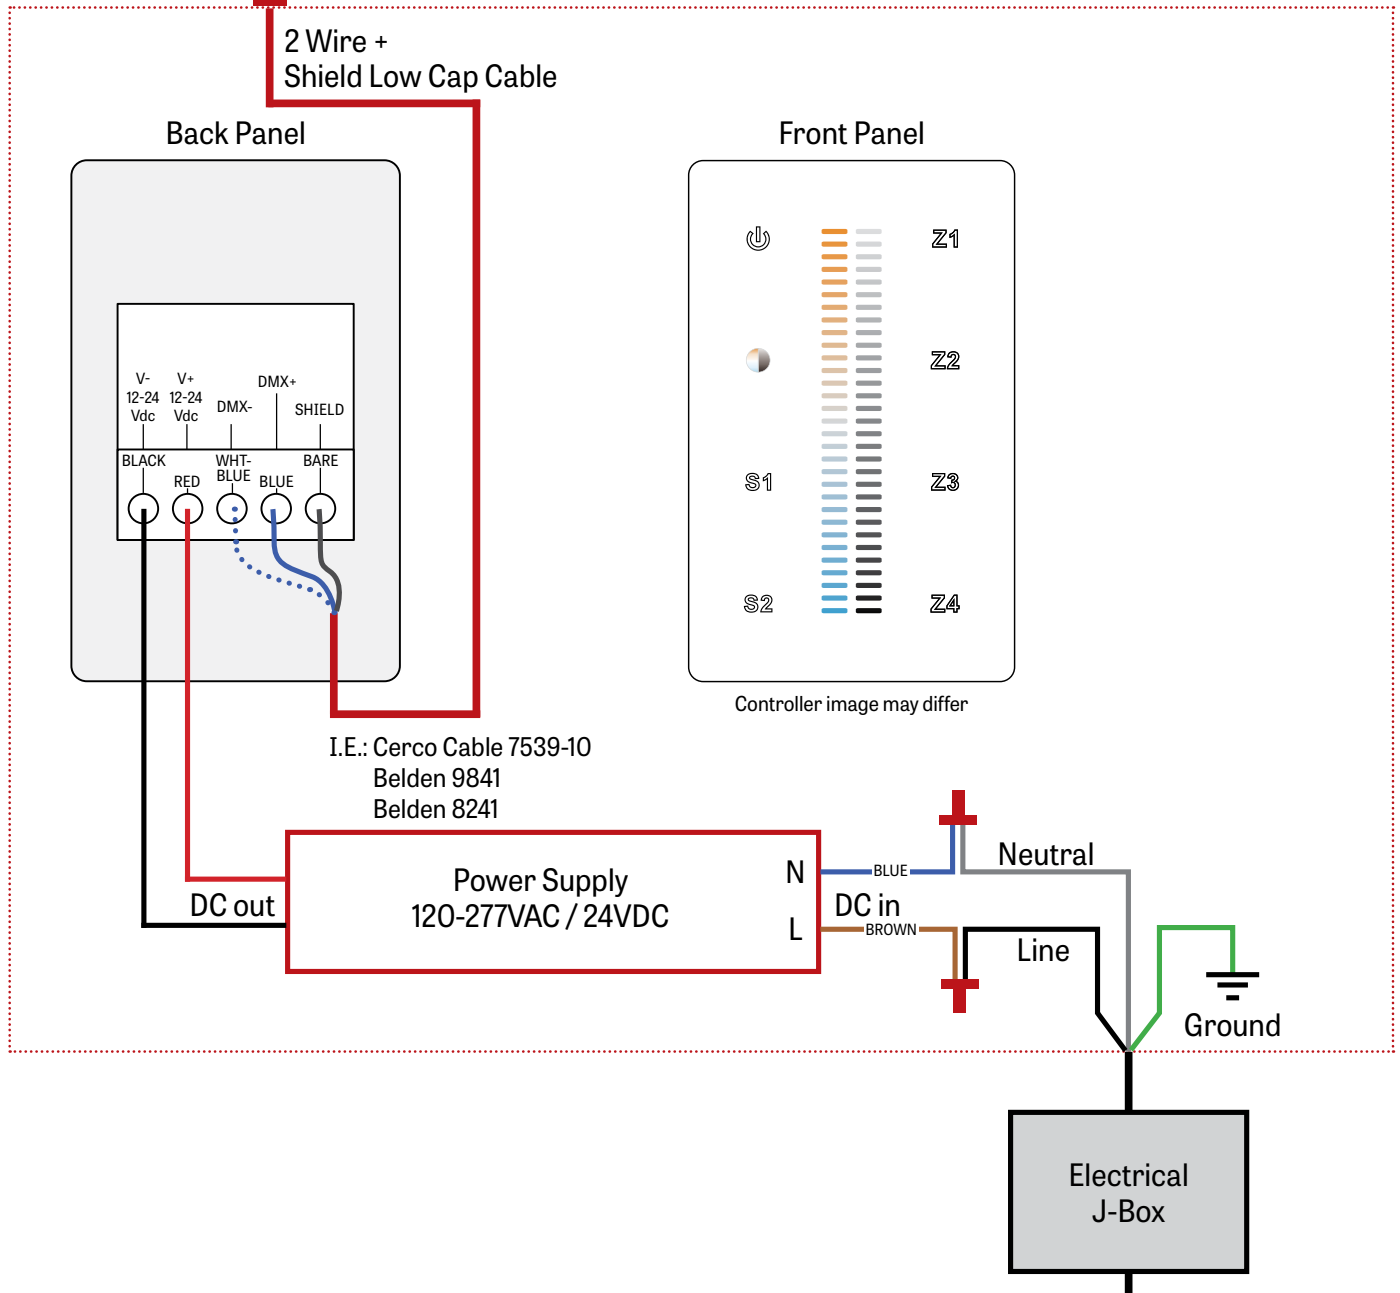 2 Wire +
Shield Low Cap Cable
Back Panel
Front Panel
V-
12-24
Vdc
V+
12-24
Vdc
DMX-
DMX+
SHIELD
BLACK
RED
WHT-
BLUE
BLUE
BARE
Z1
Z2
S1
Z3
S2
Z4
Controller image may differ
I.E.: Cerco Cable 7539-10
Belden 9841
Belden 8241
Power Supply
120-277VAC / 24VDC
DC out
N
L
DC in
BLUE
BROWN
Neutral
Line
Ground
Electrical
J-Box